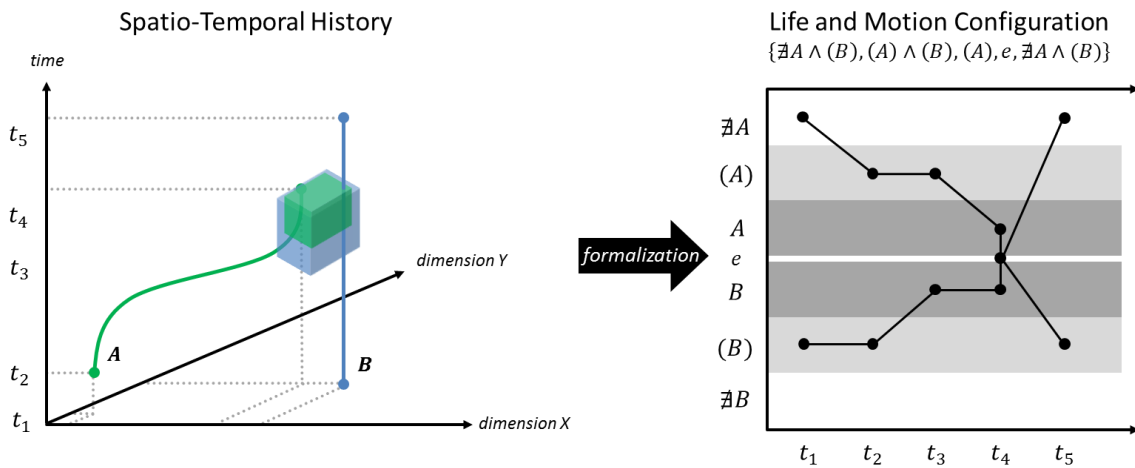 Spatio-Temporal History
time
t₅
t₄
t₃
t₂
t₁
A
B
dimension Y
dimension X
formalization
Life and Motion Configuration
{∄A ∧ (B), (A) ∧ (B), (A), e, ∄A ∧ (B)}
∄A
(A)
A
e
B
(B)
∄B
t₁ t₂ t₃ t₄ t₅